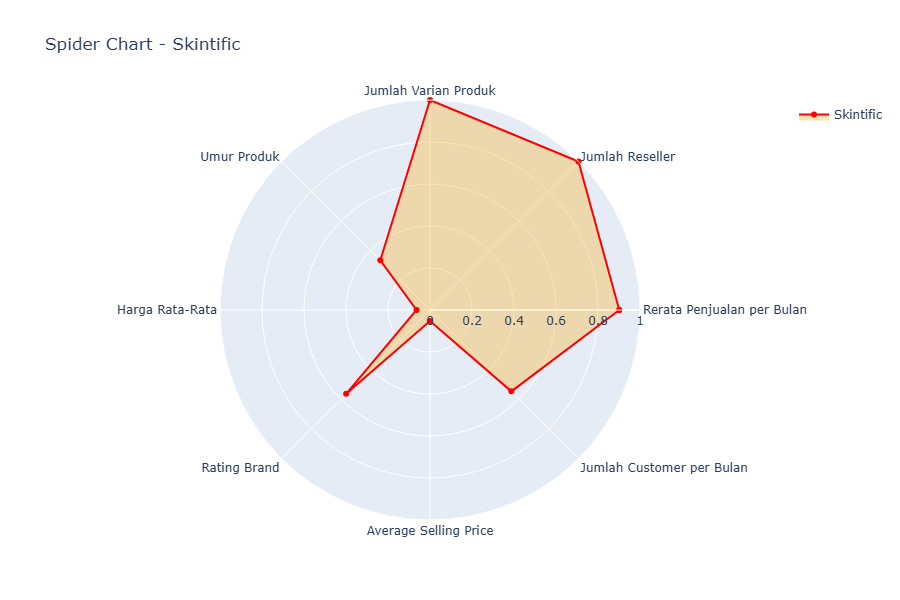 Spider Chart - Skintific
Jumlah Varian Produk
Skintific
Umur Produk
Jumlah Reseller
Harga Rata-Rata
Rerata Penjualan per Bulan
0 0.2 0.4 0.6 0.8 1
Rating Brand
Jumlah Customer per Bulan
Average Selling Price